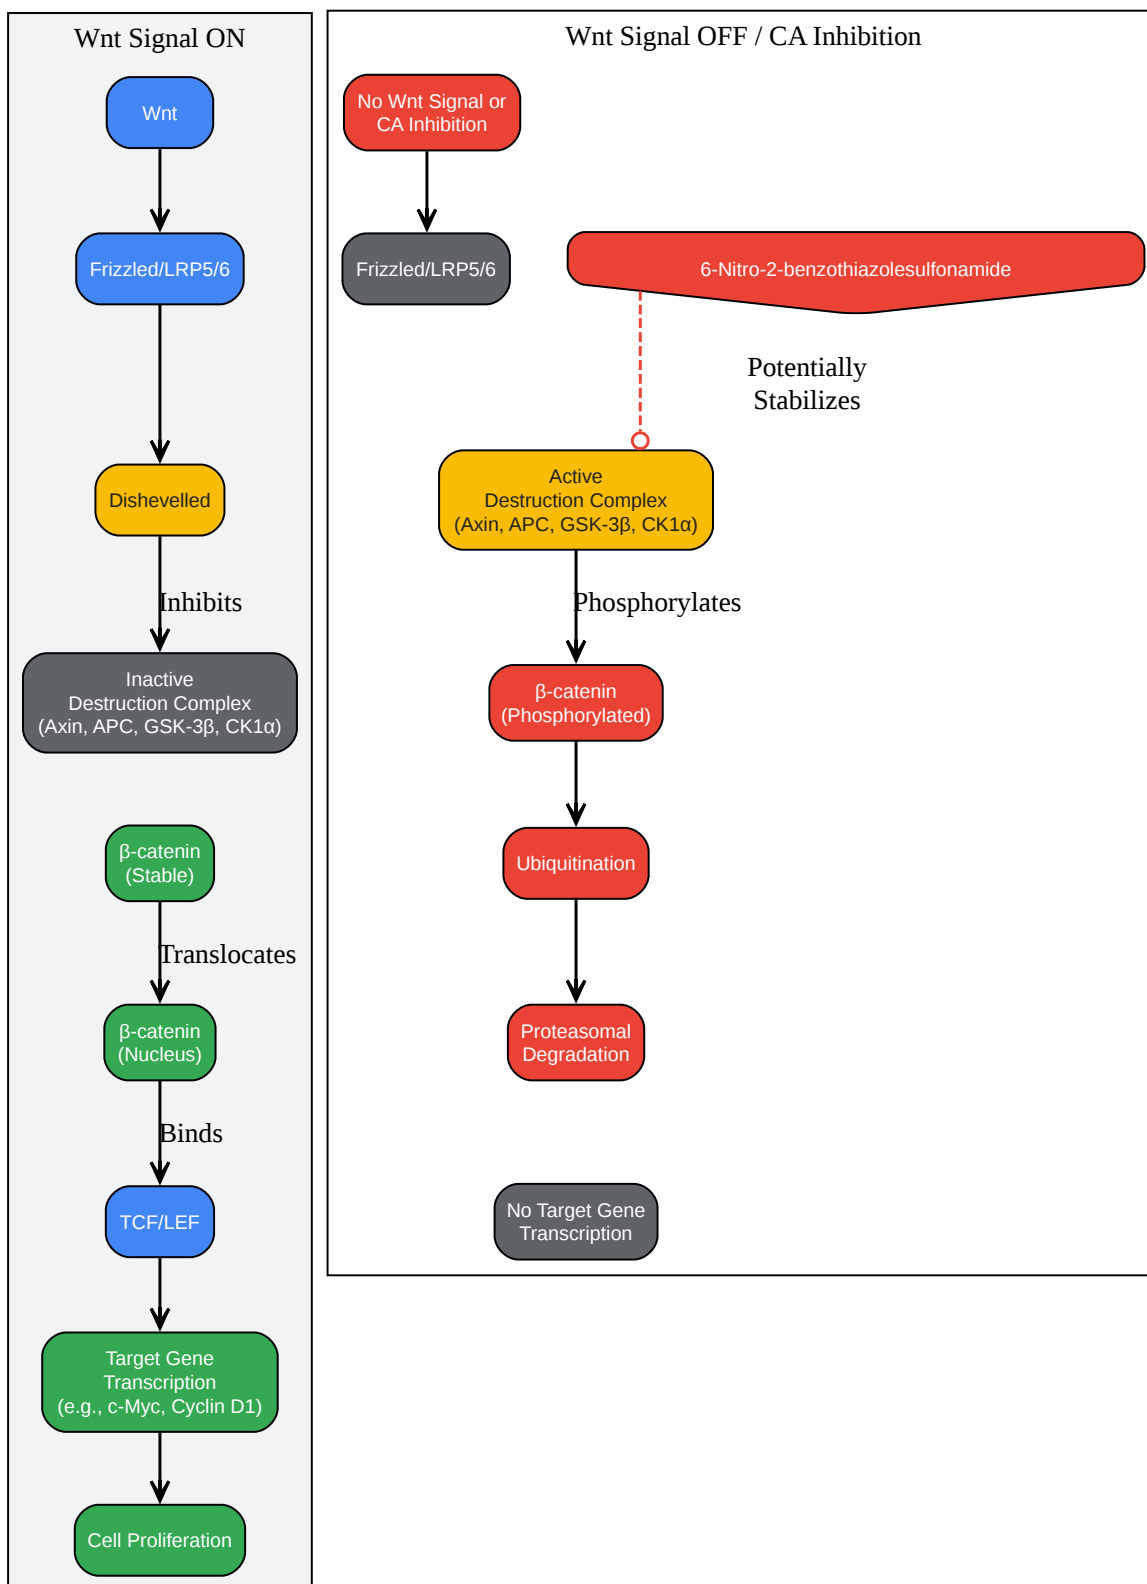 Wnt Signal ON
Wnt
Frizzled/LRP5/6
Dishevelled
Inhibits
Inactive
Destruction Complex
(Axin, APC, GSK-3β, CK1α)
β-catenin
(Stable)
Translocates
β-catenin
(Nucleus)
Binds
TCF/LEF
Target Gene
Transcription
(e.g., c-Myc, Cyclin D1)
Cell Proliferation
Wnt Signal OFF / CA Inhibition
No Wnt Signal or
CA Inhibition
Frizzled/LRP5/6
6-Nitro-2-benzothiazolesulfonamide
Potentially
Stabilizes
Active
Destruction Complex
(Axin, APC, GSK-3β, CK1α)
Phosphorylates
β-catenin
(Phosphorylated)
Ubiquitination
Proteasomal
Degradation
No Target Gene
Transcription